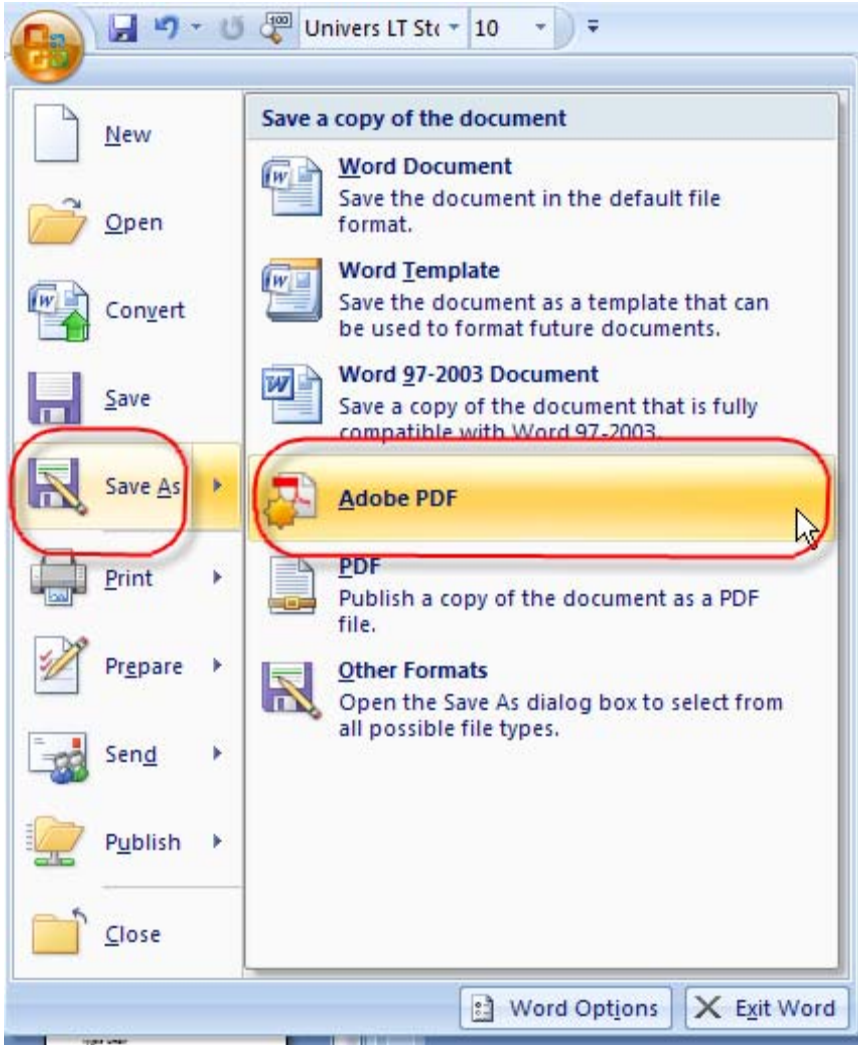 100
Univers LT Stc 10
New
Open
Convert
Save
Save As
Print
Prepare
Send
Publish
Close
Save a copy of the document
Word Document
Save the document in the default file
format.
Word Template
Save the document as a template that can
be used to format future documents.
Word 97-2003 Document
Save a copy of the document that is fully
compatible with Word 97-2003.
Adobe PDF
PDF
Publish a copy of the document as a PDF
file.
Other Formats
Open the Save As dialog box to select from
all possible file types.
Word Options
Exit Word